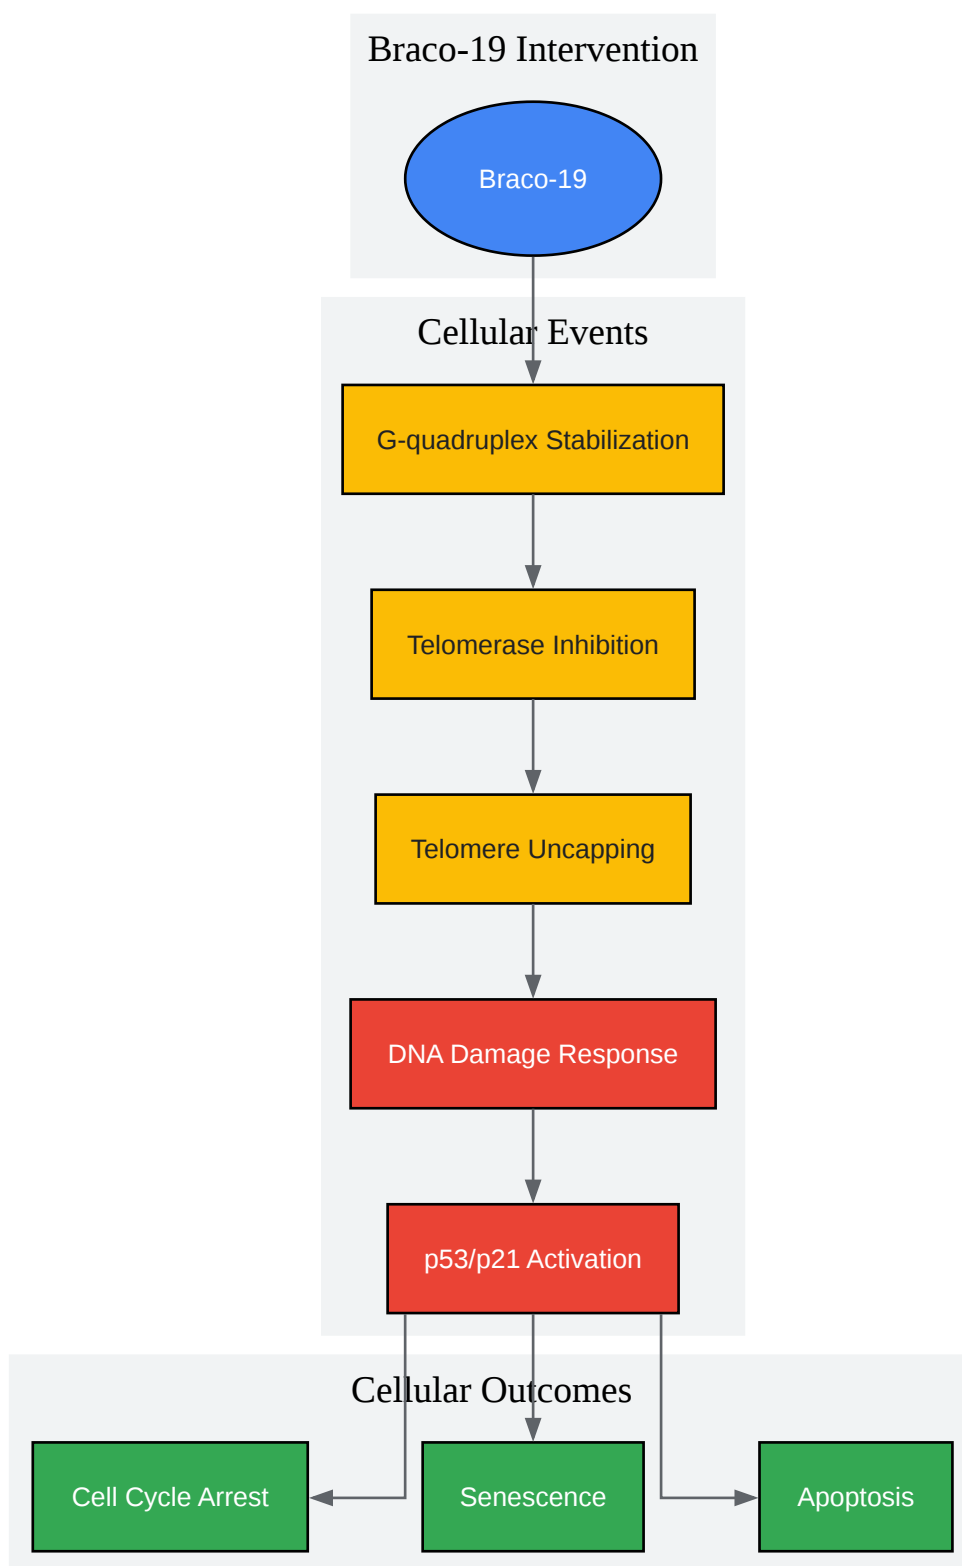 Braco-19 Intervention
Braco-19
Cellular Events
G-quadruplex Stabilization
Telomerase Inhibition
Telomere Uncapping
DNA Damage Response
p53/p21 Activation
Cellular Outcomes
Cell Cycle Arrest
Senescence
Apoptosis